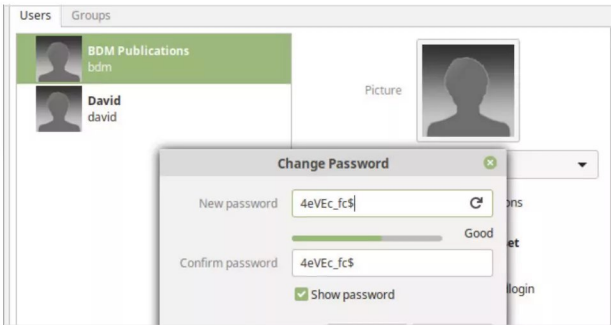 Users Groups
BDM Publications
bdm
David
david
Picture
Change Password
New password 4eVEc_fc$
ons
Good
et
Confirm password 4eVEc_fc$
llogin
Show password